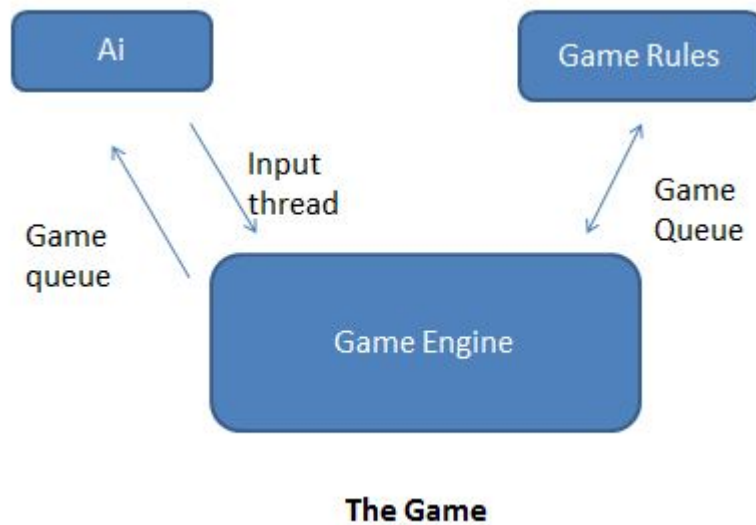 Ai
Game Rules
Input
thread
Game
Queue
Game
queue
Game Engine
The Game